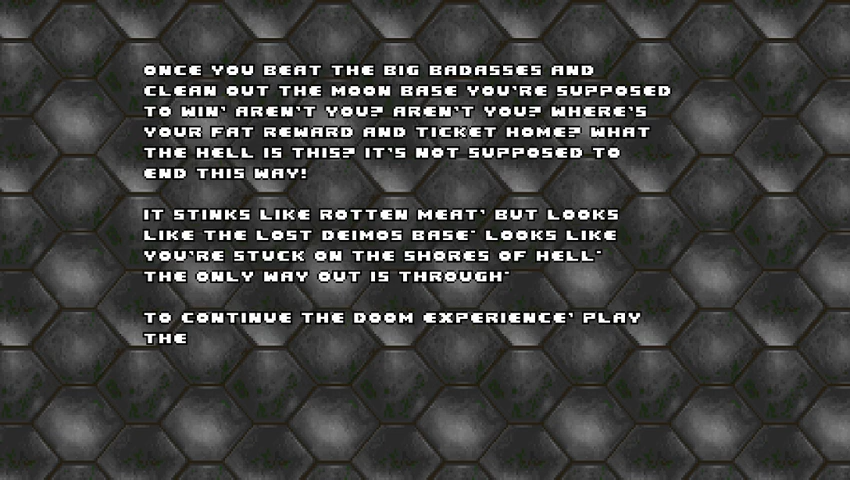 ONCE YOU BEAT THE BIG BADASSES AND
CLEAN OUT THE MOON BASE YOU'RE SUPPOSED
TO WIN' AREN'T YOU? AREN'T YOU? WHERE'S
YOUR FAT REWARD AND TICKET HOME? WHAT
THE HELL IS THIS? IT'S NOT SUPPOSED TO
END THIS WAY!
IT STINKS LIKE ROTTEN MEAT' BUT LOOKS
LIKE THE LOST DEIMOS BASE' LOOKS LIKE
YOU'RE STUCK ON THE SHORES OF HELL'
THE ONLY WAY OUT IS THROUGH'
TO CONTINUE THE DOOM EXPERIENCE' PLAY
THE